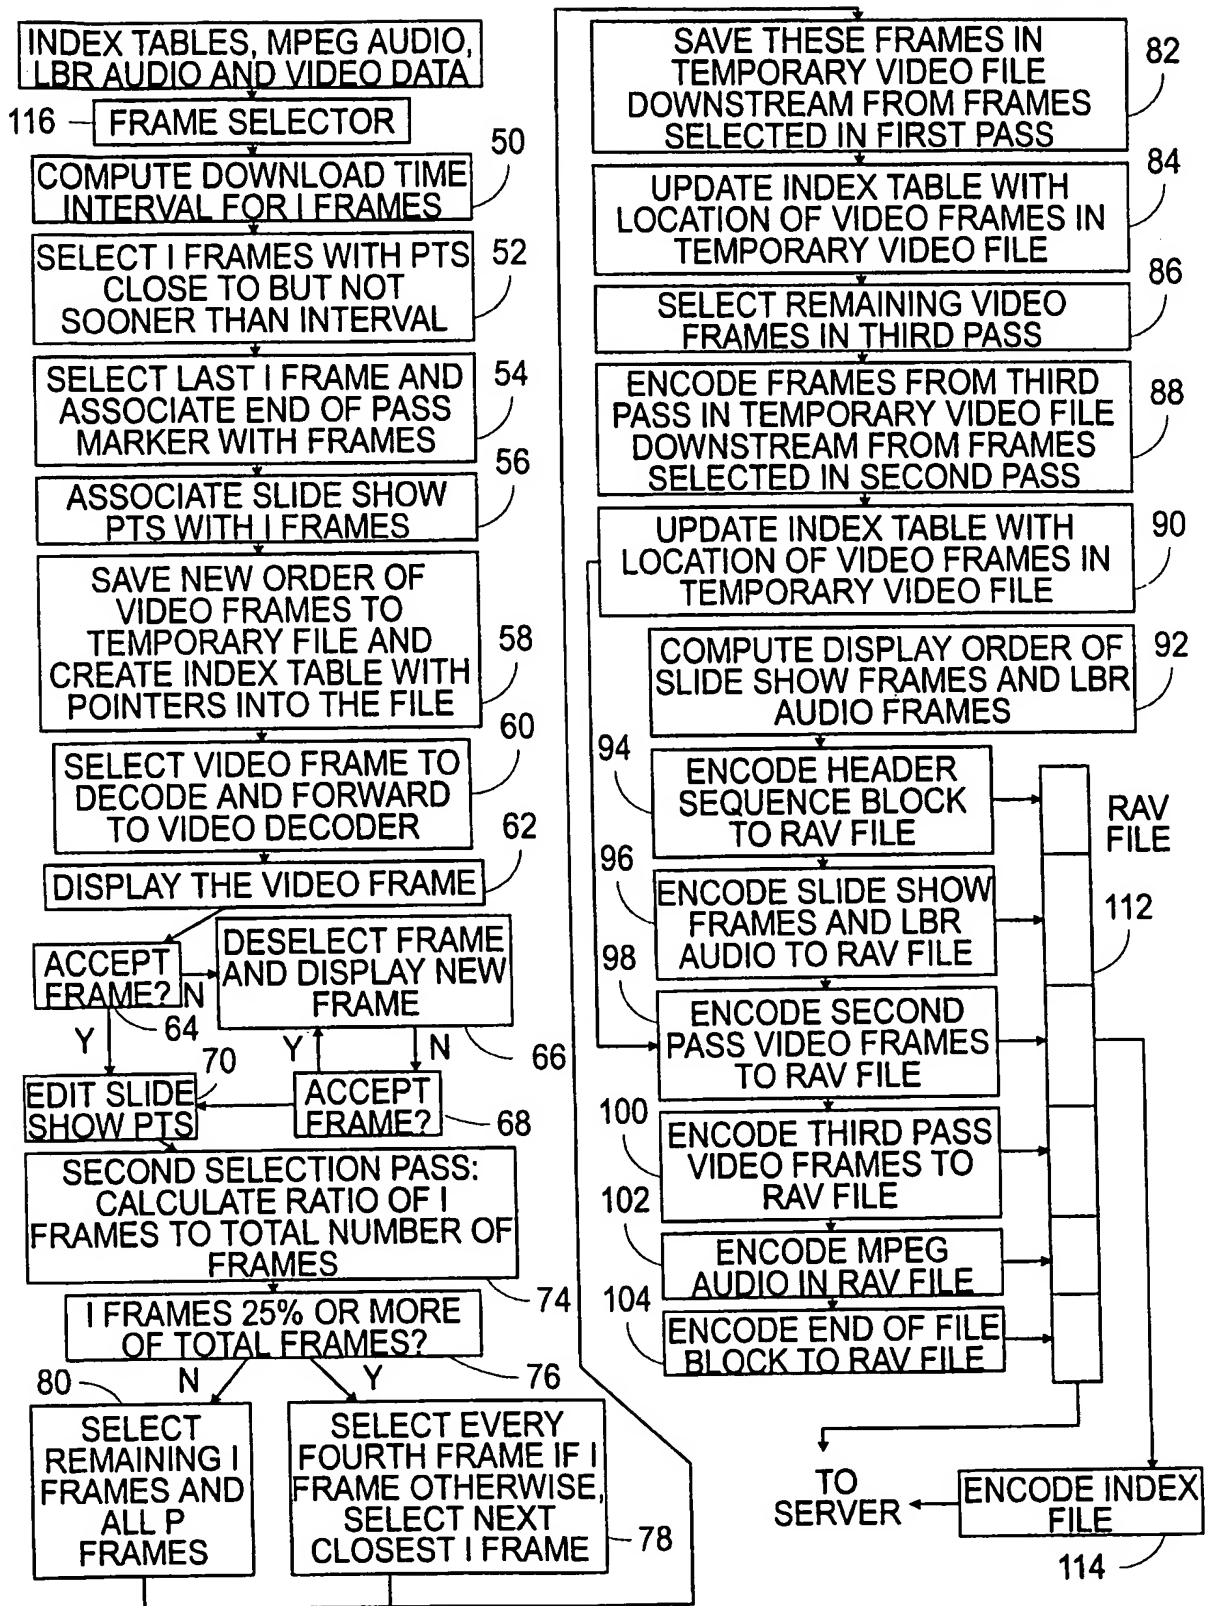 INDEX TABLES, MPEG AUDIO,
LBR AUDIO AND VIDEO DATA
116
FRAME SELECTOR
50
COMPUTE DOWNLOAD TIME
INTERVAL FOR I FRAMES
52
SELECT I FRAMES WITH PTS
CLOSE TO BUT NOT
SOONER THAN INTERVAL
54
SELECT LAST I FRAME AND
ASSOCIATE END OF PASS
MARKER WITH FRAMES
56
ASSOCIATE SLIDE SHOW
PTS WITH I FRAMES
58
SAVE NEW ORDER OF
VIDEO FRAMES TO
TEMPORARY FILE AND
CREATE INDEX TABLE WITH
POINTERS INTO THE FILE
60
SELECT VIDEO FRAME TO
DECODE AND FORWARD
TO VIDEO DECODER
62
DISPLAY THE VIDEO FRAME
ACCEPT
FRAME?
N
64
Y
DESELECT FRAME
AND DISPLAY NEW
FRAME
66
Y
N
70
EDIT SLIDE
SHOW PTS
ACCEPT
FRAME?
68
SECOND SELECTION PASS:
CALCULATE RATIO OF I
FRAMES TO TOTAL NUMBER OF
FRAMES
74
I FRAMES 25% OR MORE
OF TOTAL FRAMES?
76
N
Y
80
SELECT
REMAINING I
FRAMES AND
ALL P
FRAMES
SELECT EVERY
FOURTH FRAME IF I
FRAME OTHERWISE,
SELECT NEXT
CLOSEST I FRAME
78
SAVE THESE FRAMES IN
TEMPORARY VIDEO FILE
DOWNSTREAM FROM FRAMES
SELECTED IN FIRST PASS
82
UPDATE INDEX TABLE WITH
LOCATION OF VIDEO FRAMES IN
TEMPORARY VIDEO FILE
84
SELECT REMAINING VIDEO
FRAMES IN THIRD PASS
86
ENCODE FRAMES FROM THIRD
PASS IN TEMPORARY VIDEO FILE
DOWNSTREAM FROM FRAMES
SELECTED IN SECOND PASS
88
UPDATE INDEX TABLE WITH
LOCATION OF VIDEO FRAMES IN
TEMPORARY VIDEO FILE
90
COMPUTE DISPLAY ORDER OF
SLIDE SHOW FRAMES AND LBR
AUDIO FRAMES
92
94
ENCODE HEADER
SEQUENCE BLOCK
TO RAV FILE
RAV
FILE
96
ENCODE SLIDE SHOW
FRAMES AND LBR
AUDIO TO RAV FILE
112
98
ENCODE SECOND
PASS VIDEO FRAMES
TO RAV FILE
100
ENCODE THIRD PASS
VIDEO FRAMES TO
RAV FILE
102
ENCODE MPEG
AUDIO IN RAV FILE
104
ENCODE END OF FILE
BLOCK TO RAV FILE
TO
SERVER
ENCODE INDEX
FILE
114